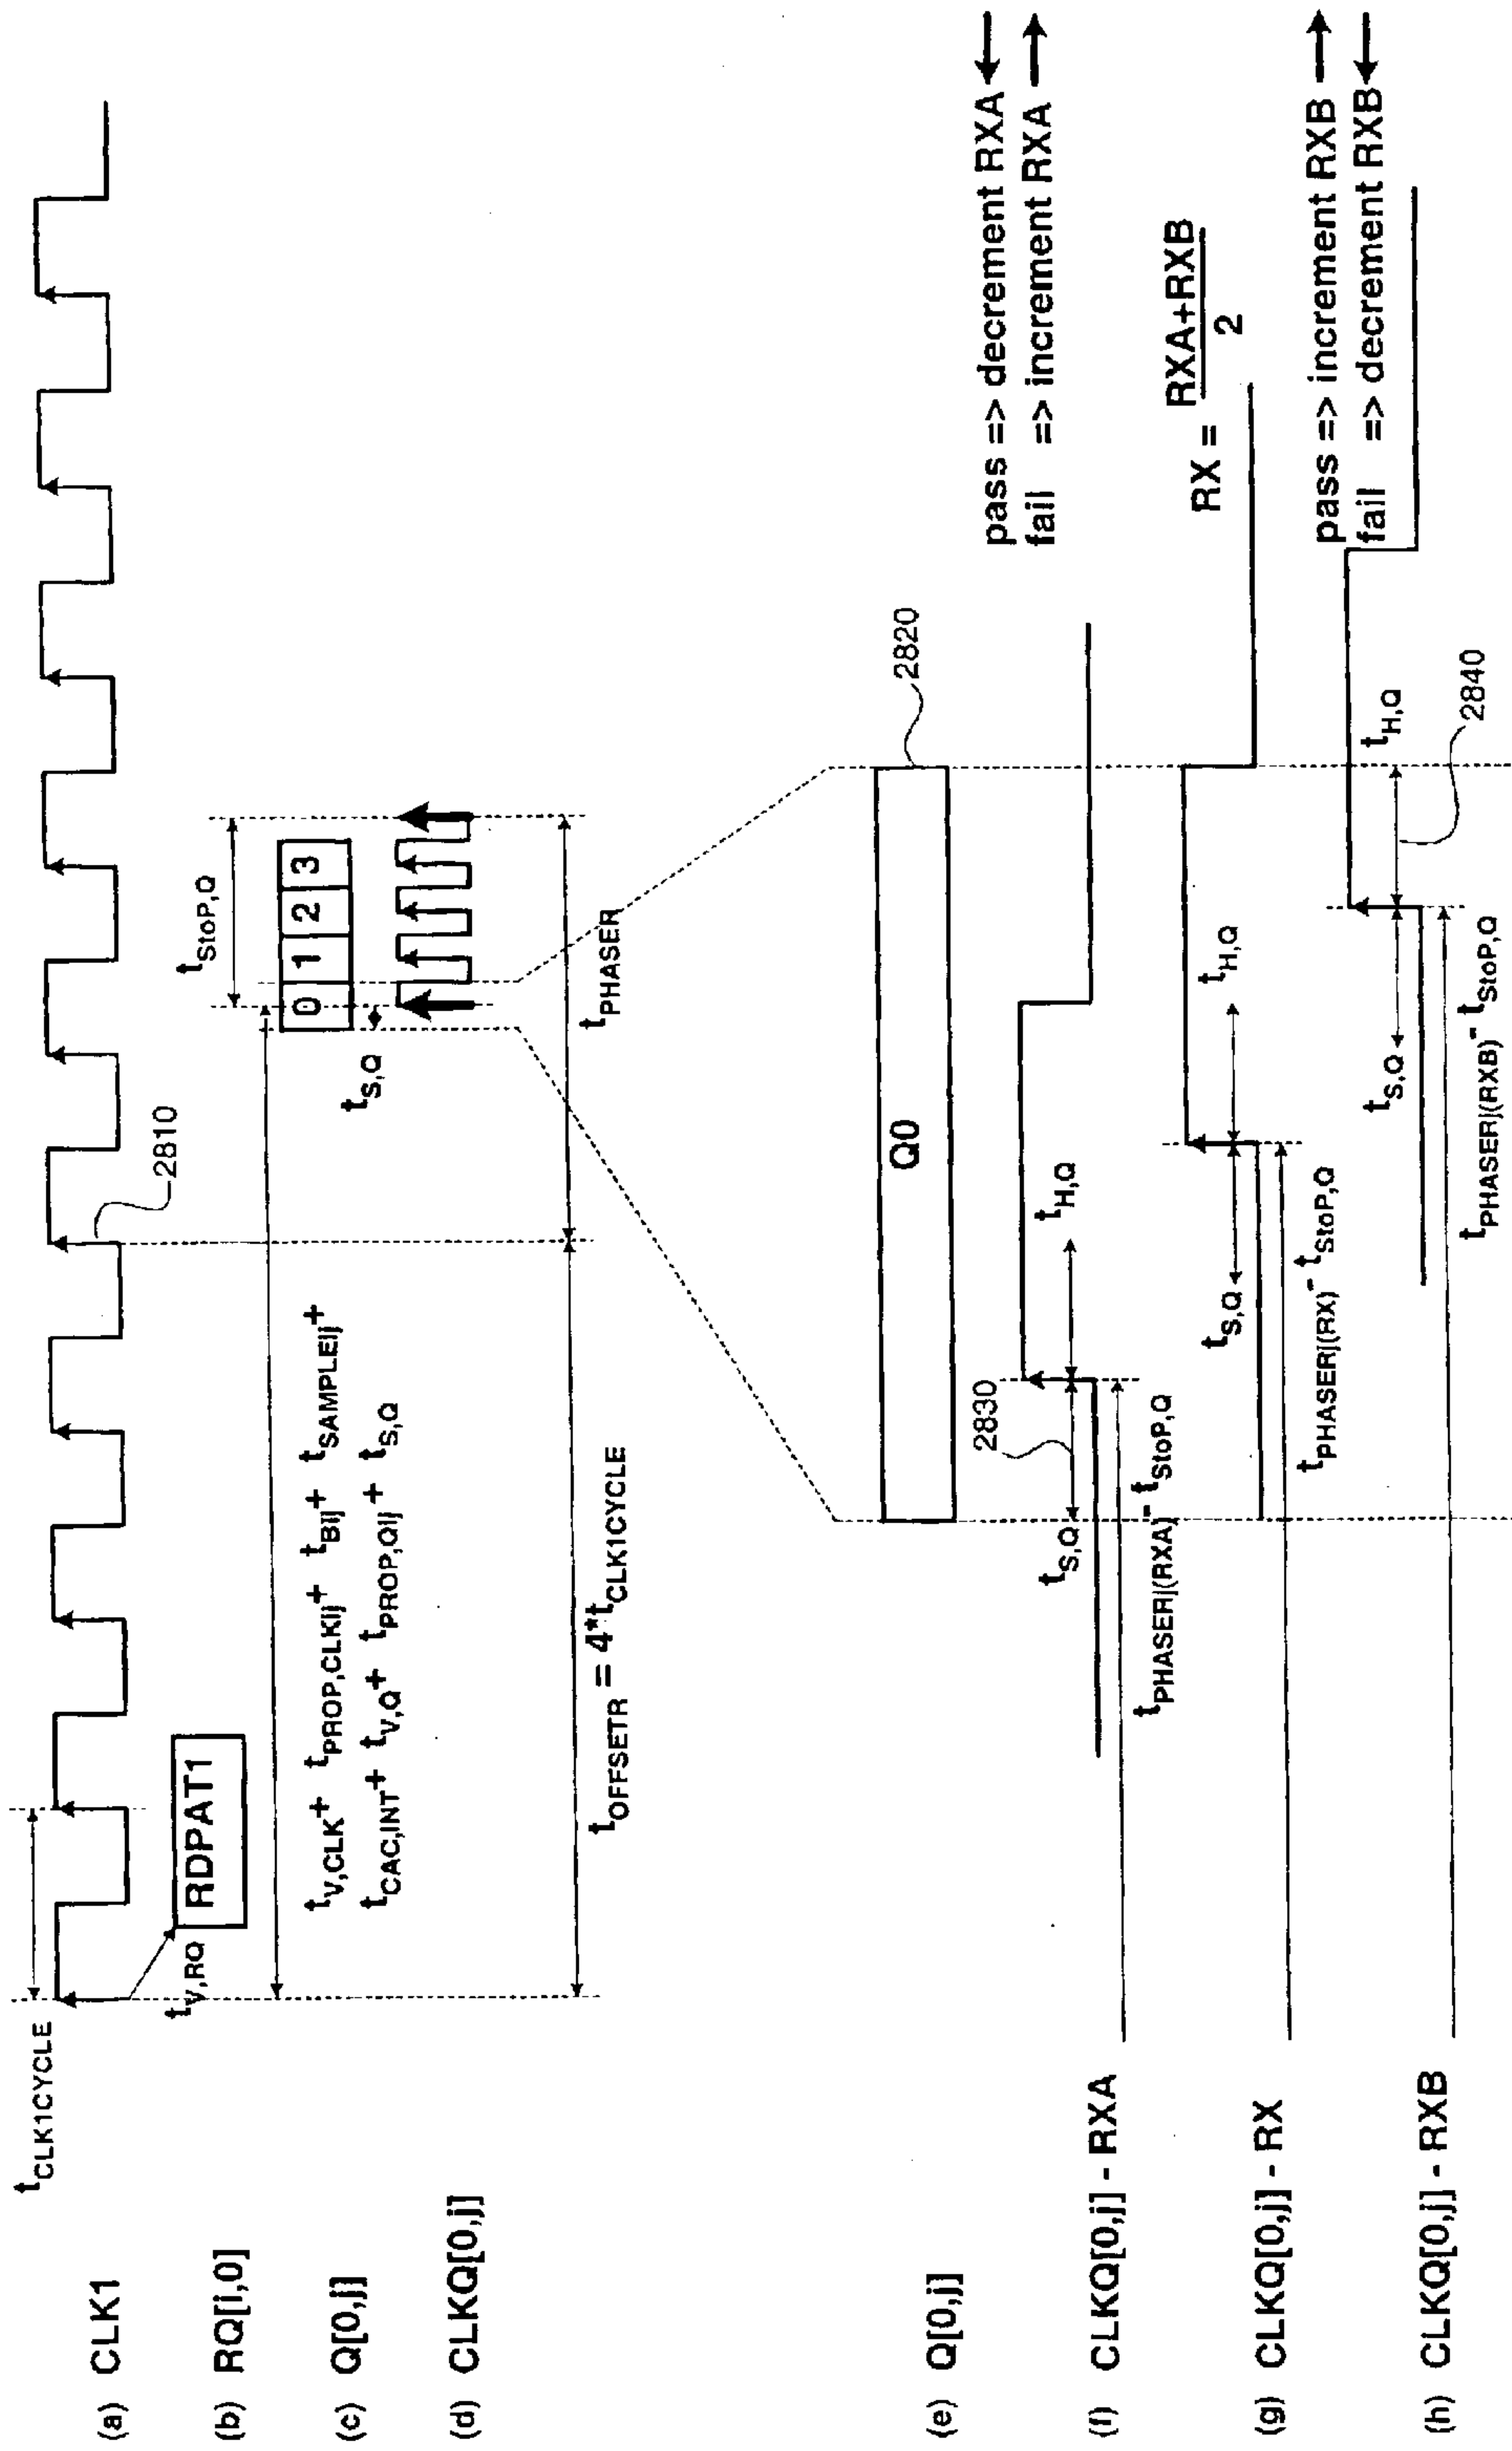 tCLK1CYCLE
(a) CLK1
2810
tV,RQ
(b) RQ[i,0]
RDPAT1
tStoP,Q
(c) Q[0,j]
tV,CLK+ tPROP,CLKij+ tBij+ tSAMPLEij+
tCAC,INT+ tV,Q+ tPROP,Qij+ tS,Q
0 1 2 3
tS,Q
(d) CLKQ[0,j]
tOFFSETR = 4*tCLK1CYCLE
tPHASER
(e) Q[0,j]
Q0
2820
pass => decrement RXA
fail => increment RXA
(f) CLKQ[0,j] - RXA
2830
tS,Q
tH,Q
tPHASERj(RXA)- tStoP,Q
RX = RXA+RXB
2
(g) CLKQ[0,j] - RX
tS,Q
tH,Q
tPHASERj(RX)- tStoP,Q
pass => increment RXB
fail => decrement RXB
(h) CLKQ[0,j] - RXB
tS,Q
tH,Q
2840
tPHASERj(RXB)- tStoP,Q